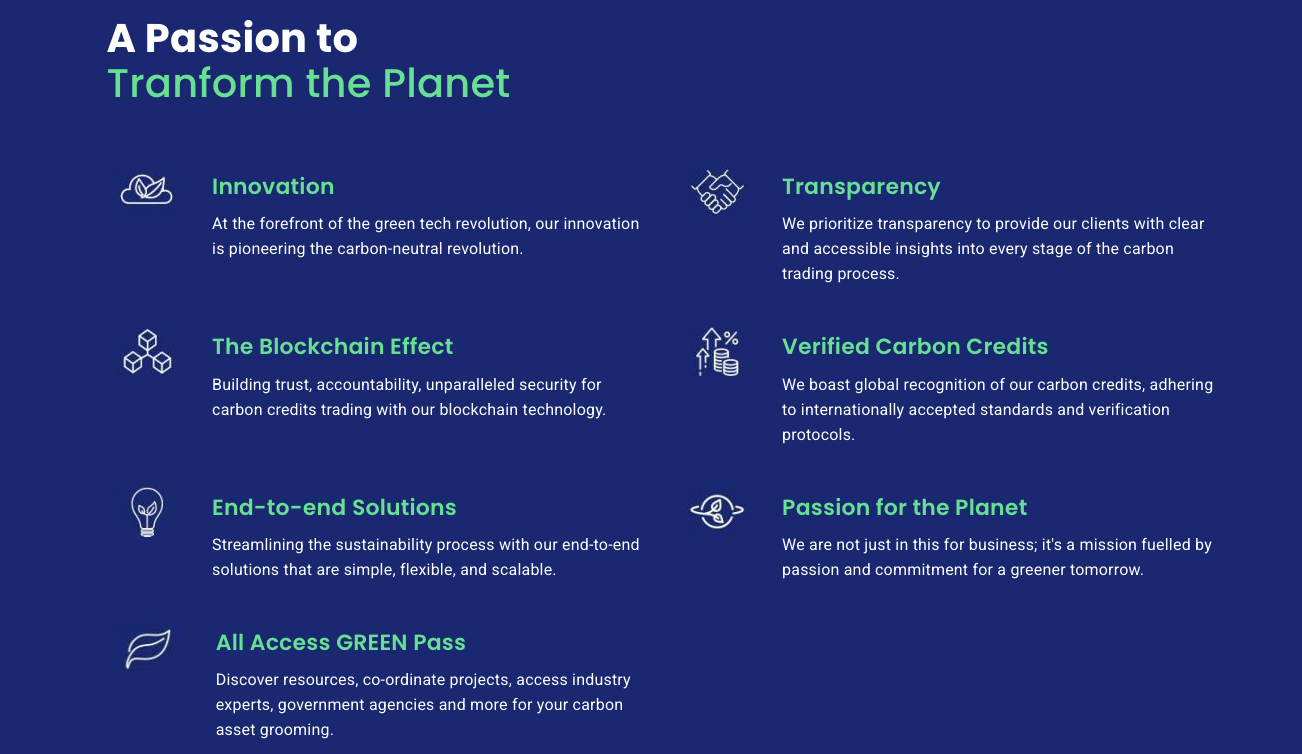 A Passion to
Tranform the Planet
Innovation
At the forefront of the green tech revolution, our innovation
is pioneering the carbon-neutral revolution.
Transparency
We prioritize transparency to provide our clients with clear
and accessible insights into every stage of the carbon
trading process.
The Blockchain Effect
Building trust, accountability, unparalleled security for
carbon credits trading with our blockchain technology.
Verified Carbon Credits
We boast global recognition of our carbon credits, adhering
to internationally accepted standards and verification
protocols.
End-to-end Solutions
Streamlining the sustainability process with our end-to-end
solutions that are simple, flexible, and scalable.
Passion for the Planet
We are not just in this for business; it's a mission fuelled by
passion and commitment for a greener tomorrow.
All Access GREEN Pass
Discover resources, co-ordinate projects, access industry
experts, government agencies and more for your carbon
asset grooming.